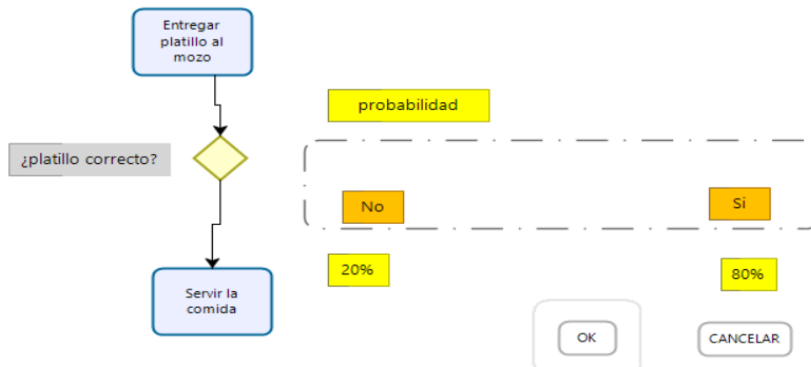 Entregar
platillo al
mozo
probabilidad
¿platillo correcto?
No
Si
20%
80%
Servir la
comida
OK
CANCELAR